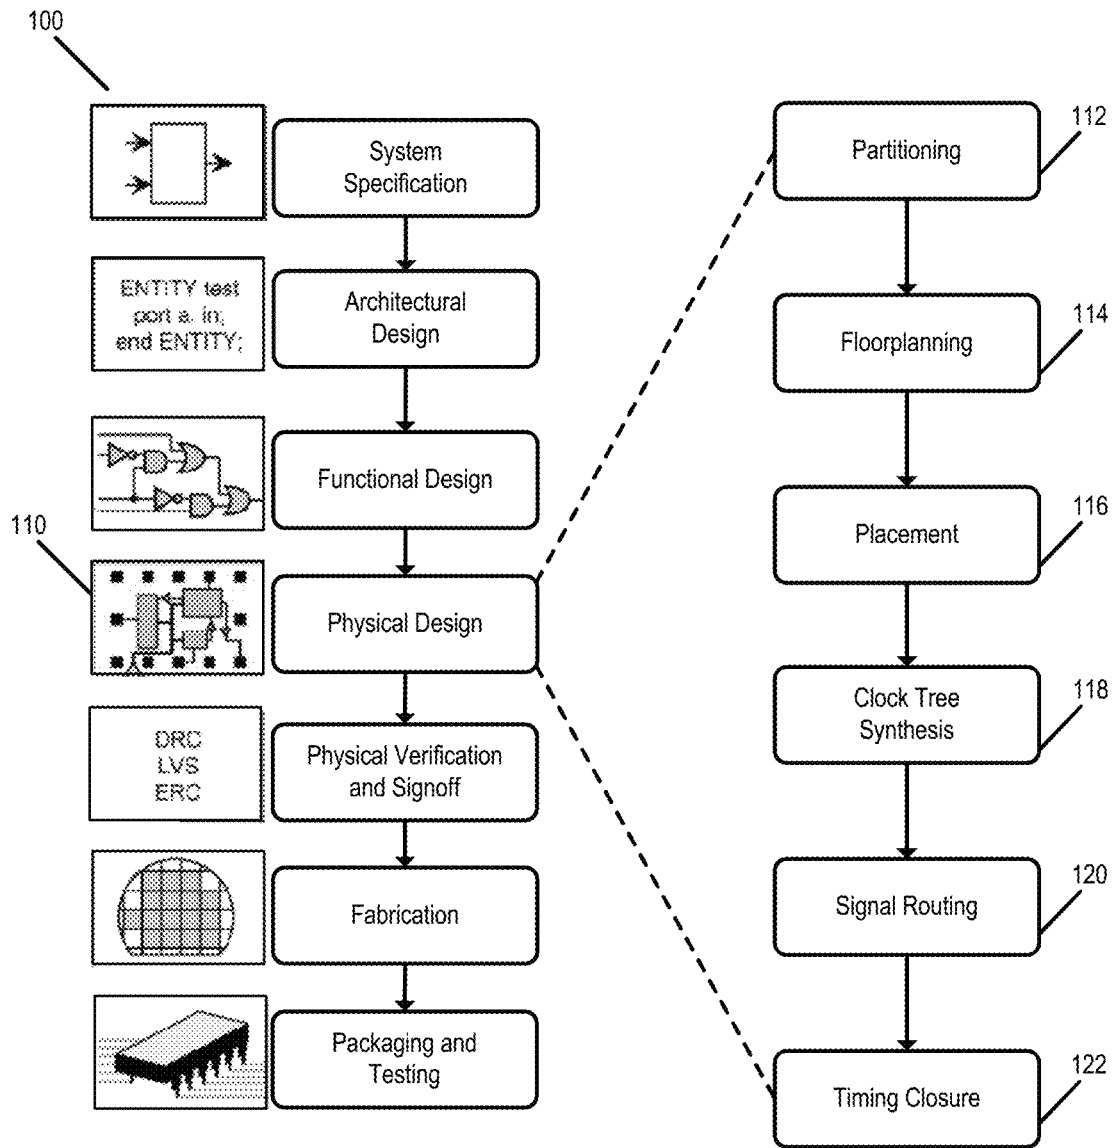 100
System
Specification
ENTITY test
port a. in;
end ENTITY;
Architectural
Design
Functional Design
110
Physical Design
DRC
LVS
ERC
Physical Verification
and Signoff
Fabrication
Packaging and
Testing
Partitioning
112
Floorplanning
114
Placement
116
Clock Tree
Synthesis
118
Signal Routing
120
Timing Closure
122